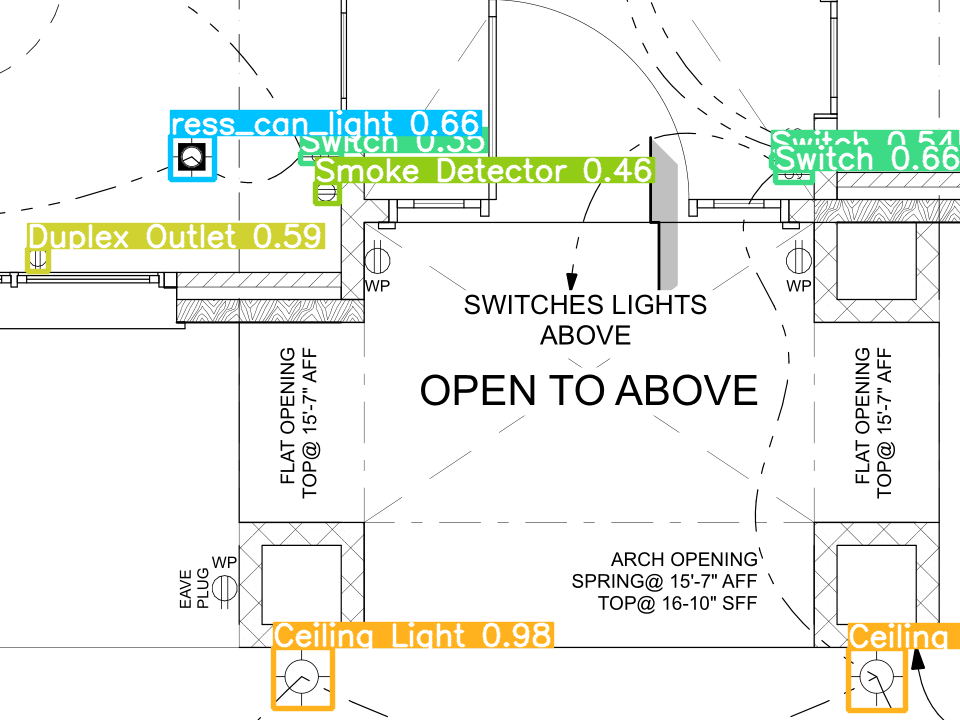 ress_can_light 0.66
Switch 0.35
Switch 0.54
Switch 0.66
Smoke Detector 0.46
Duplex Outlet 0.59
WP
WP
SWITCHES LIGHTS
ABOVE
OPEN TO ABOVE
FLAT OPENING
TOP@ 15'-7" AFF
FLAT OPENING
TOP@ 15'-7" AFF
WP
EAVE
PLUG
ARCH OPENING
SPRING@ 15'-7" AFF
TOP@ 16-10" SFF
Ceiling Light 0.98
Ceiling